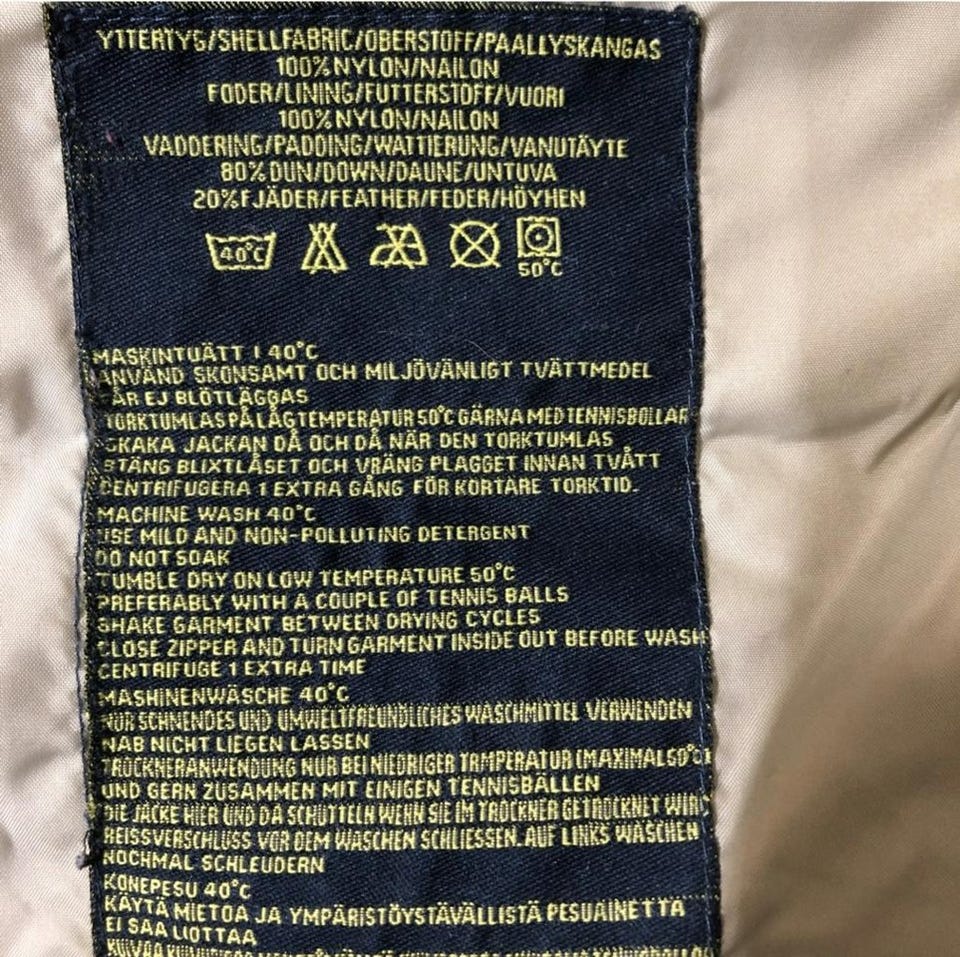 YTTERTYG/SHELLFABRIC/OBERSTOFF/PAALLYSKANGAS
100% NYLON/NAILON
FODER/LINING/FUTTERSTOFF/VUORI
100% NYLON/NAILON
VADDERING/PADDING/WATTIERUNG/VANUTÄYTE
80% DUN/DOWN/DAUNE/UNTUVA
20% FJÄDER/FEATHER/FEDER/HÖYHEN
40°C
50°C
MASKINTUÄTT I 40°C
ANVÄND SKONSAMT OCH MILJÖVÄNLIGT TVÄTTMEDEL
FÅR EJ BLÖTLÄGGAS
TORKTUMLAS PÅ LÅG TEMPERATUR 50°C GÄRNA MED TENNISBOLLAR
SKAKA JACKAN DÅ OCH DÅ NÄR DEN TORKTUMLAS
STÄNG BLIXTLÅSET OCH VRÄNG PLAGGET INNAN TVÅTT
CENTRIFUGERA 1 EXTRA GÅNG FÖR KORTARE TORKTID.
MACHINE WASH 40°C
USE MILD AND NON-POLLUTING DETERGENT
DO NOT SOAK
TUMBLE DRY ON LOW TEMPERATURE 50°C
PREFERABLY WITH A COUPLE OF TENNIS BALLS
SHAKE GARMENT BETWEEN DRYING CYCLES
CLOSE ZIPPER AND TURN GARMENT INSIDE OUT BEFORE WASH
CENTRIFUGE 1 EXTRA TIME
MASHINENWÄSCHE 40°C
NUR SCHNENDES UND UMWELTFREUNDLICHES WASCHMITTEL VERWENDEN
NAB NICHT LIEGEN LASSEN
TROCKNERANWENDUNG NUR BEI NIEDRIGER TRMPERATUR (MAXIMAL 50°C)
UND GERN ZUSAMMEN MIT EINIGEN TENNISBÄLLEN
DIE JACKE HIER UND DA SCHUTTELN WENN SIE IM TROCKNER GETROCKNET WIRD
REISSVERSCHLUSS VOR DEM WASCHEN SCHLIESSEN. AUF LINKS WASCHEN
NOCHMAL SCHLEUDERN
KONEPESU 40°C
KÄYTÄ MIETOA JA YMPÄRISTÖYSTÄVÄLLISTÄ PESUAINETTA
EI SAA LIOTTAA